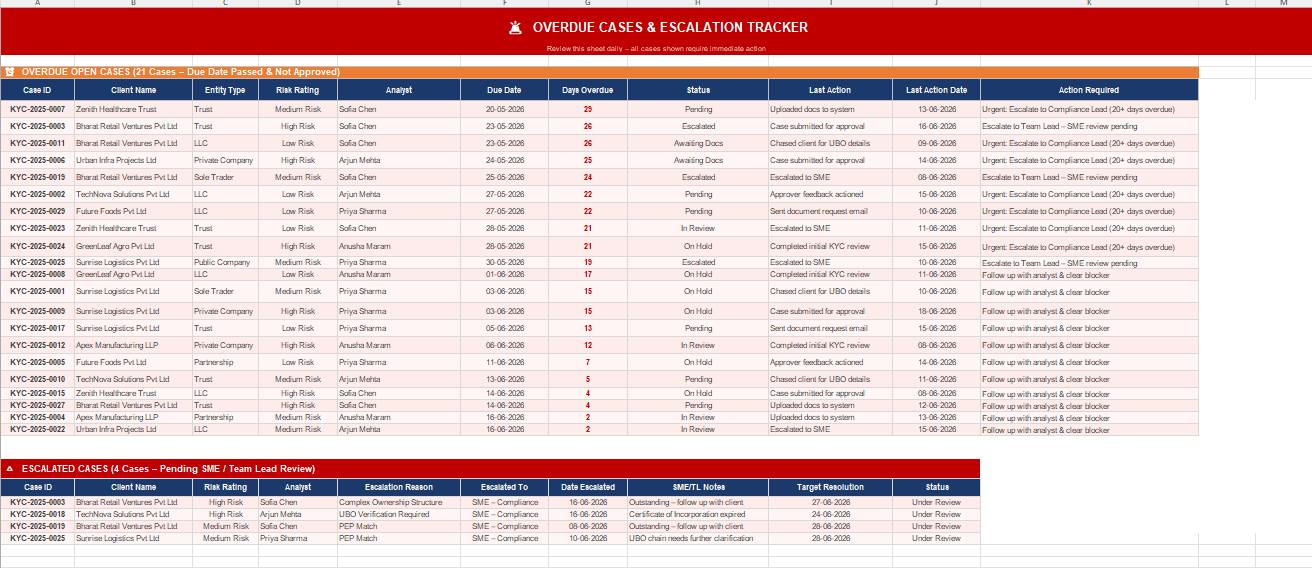 A B C D E F G H I J K L M
OVERDUE CASES & ESCALATION TRACKER
Review this sheet daily – all cases shown require immediate action
OVERDUE OPEN CASES (21 Cases – Due Date Passed & Not Approved)
Case ID Client Name Entity Type Risk Rating Analyst Due Date Days Overdue Status Last Action Last Action Date Action Required
KYC-2025-0007 Zenith Healthcare Trust Trust Medium Risk Sofia Chen 20-05-2026 29 Pending Uploaded docs to system 13-06-2026 Urgent: Escalate to Compliance Lead (20+ days overdue)
KYC-2025-0003 Bharat Retail Ventures Pvt Ltd Trust High Risk Sofia Chen 23-05-2026 26 Escalated Case submitted for approval 16-06-2026 Escalate to Team Lead – SME review pending
KYC-2025-0011 Bharat Retail Ventures Pvt Ltd LLC Low Risk Sofia Chen 23-05-2026 26 Awaiting Docs Chased client for UBO details 09-06-2026 Urgent: Escalate to Compliance Lead (20+ days overdue)
KYC-2025-0006 Urban Infra Projects Ltd Private Company High Risk Arjun Mehta 24-05-2026 25 Awaiting Docs Case submitted for approval 14-06-2026 Urgent: Escalate to Compliance Lead (20+ days overdue)
KYC-2025-0019 Bharat Retail Ventures Pvt Ltd Sole Trader Medium Risk Sofia Chen 25-05-2026 24 Escalated Escalated to SME 08-06-2026 Escalate to Team Lead – SME review pending
KYC-2025-0002 TechNova Solutions Pvt Ltd LLC Low Risk Arjun Mehta 27-05-2026 22 Pending Approver feedback actioned 15-06-2026 Urgent: Escalate to Compliance Lead (20+ days overdue)
KYC-2025-0029 Future Foods Pvt Ltd LLC Low Risk Priya Sharma 27-05-2026 22 Pending Sent document request email 10-06-2026 Urgent: Escalate to Compliance Lead (20+ days overdue)
KYC-2025-0023 Zenith Healthcare Trust Trust Low Risk Sofia Chen 28-05-2026 21 In Review Escalated to SME 11-06-2026 Urgent: Escalate to Compliance Lead (20+ days overdue)
KYC-2025-0024 GreenLeaf Agro Pvt Ltd Trust High Risk Anusha Maram 28-05-2026 21 On Hold Completed initial KYC review 15-06-2026 Urgent: Escalate to Compliance Lead (20+ days overdue)
KYC-2025-0025 Sunrise Logistics Pvt Ltd Public Company Medium Risk Priya Sharma 30-05-2026 19 Escalated Escalated to SME 10-06-2026 Escalate to Team Lead – SME review pending
KYC-2025-0008 GreenLeaf Agro Pvt Ltd LLC Low Risk Anusha Maram 01-06-2026 17 On Hold Completed initial KYC review 11-06-2026 Follow up with analyst & clear blocker
KYC-2025-0001 Sunrise Logistics Pvt Ltd Sole Trader Medium Risk Priya Sharma 03-06-2026 15 On Hold Chased client for UBO details 10-06-2026 Follow up with analyst & clear blocker
KYC-2025-0009 Sunrise Logistics Pvt Ltd Private Company High Risk Priya Sharma 03-06-2026 15 On Hold Case submitted for approval 18-06-2026 Follow up with analyst & clear blocker
KYC-2025-0017 Sunrise Logistics Pvt Ltd Trust Low Risk Priya Sharma 05-06-2026 13 Pending Sent document request email 15-06-2026 Follow up with analyst & clear blocker
KYC-2025-0012 Apex Manufacturing LLP Private Company Medium Risk Anusha Maram 06-06-2026 12 In Review Completed initial KYC review 08-06-2026 Follow up with analyst & clear blocker
KYC-2025-0005 Future Foods Pvt Ltd Partnership Low Risk Priya Sharma 11-06-2026 7 On Hold Approver feedback actioned 14-06-2026 Follow up with analyst & clear blocker
KYC-2025-0010 TechNova Solutions Pvt Ltd Trust Medium Risk Arjun Mehta 13-06-2026 5 Pending Chased client for UBO details 11-06-2026 Follow up with analyst & clear blocker
KYC-2025-0015 Zenith Healthcare Trust LLC High Risk Sofia Chen 14-06-2026 4 On Hold Case submitted for approval 08-06-2026 Follow up with analyst & clear blocker
KYC-2025-0027 Bharat Retail Ventures Pvt Ltd Trust High Risk Sofia Chen 14-06-2026 4 Pending Uploaded docs to system 12-06-2026 Follow up with analyst & clear blocker
KYC-2025-0004 Apex Manufacturing LLP Partnership Medium Risk Anusha Maram 16-06-2026 2 In Review Uploaded docs to system 13-06-2026 Follow up with analyst & clear blocker
KYC-2025-0022 Urban Infra Projects Ltd LLC Medium Risk Arjun Mehta 16-06-2026 2 In Review Escalated to SME 15-06-2026 Follow up with analyst & clear blocker
ESCALATED CASES (4 Cases – Pending SME / Team Lead Review)
Case ID Client Name Risk Rating Analyst Escalation Reason Escalated To Date Escalated SME/TL Notes Target Resolution Status
KYC-2025-0003 Bharat Retail Ventures Pvt Ltd High Risk Sofia Chen Complex Ownership Structure SME – Compliance 16-06-2026 Outstanding – follow up with client 27-06-2026 Under Review
KYC-2025-0018 TechNova Solutions Pvt Ltd High Risk Arjun Mehta UBO Verification Required SME – Compliance 16-06-2026 Certificate of Incorporation expired 24-06-2026 Under Review
KYC-2025-0019 Bharat Retail Ventures Pvt Ltd Medium Risk Sofia Chen PEP Match SME – Compliance 08-06-2026 Outstanding – follow up with client 28-06-2026 Under Review
KYC-2025-0025 Sunrise Logistics Pvt Ltd Medium Risk Priya Sharma PEP Match SME – Compliance 10-06-2026 UBO chain needs further clarification 28-06-2026 Under Review